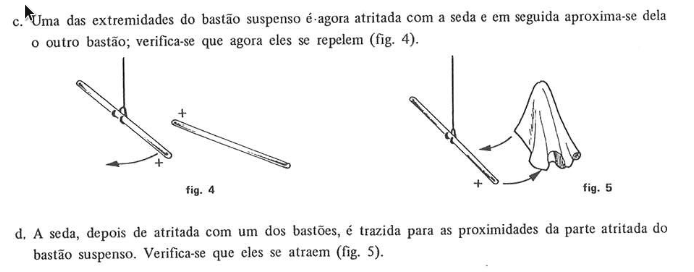 c. Uma das extremidades do bastão suspenso é agora atritada com a seda e em seguida aproxima-se dela
o outro bastão; verifica-se que agora eles se repelem (fig. 4).
+
+
fig. 4
+
fig. 5
d. A seda, depois de atritada com um dos bastões, é trazida para as proximidades da parte atritada do
bastão suspenso. Verifica-se que eles se atraem (fig. 5).